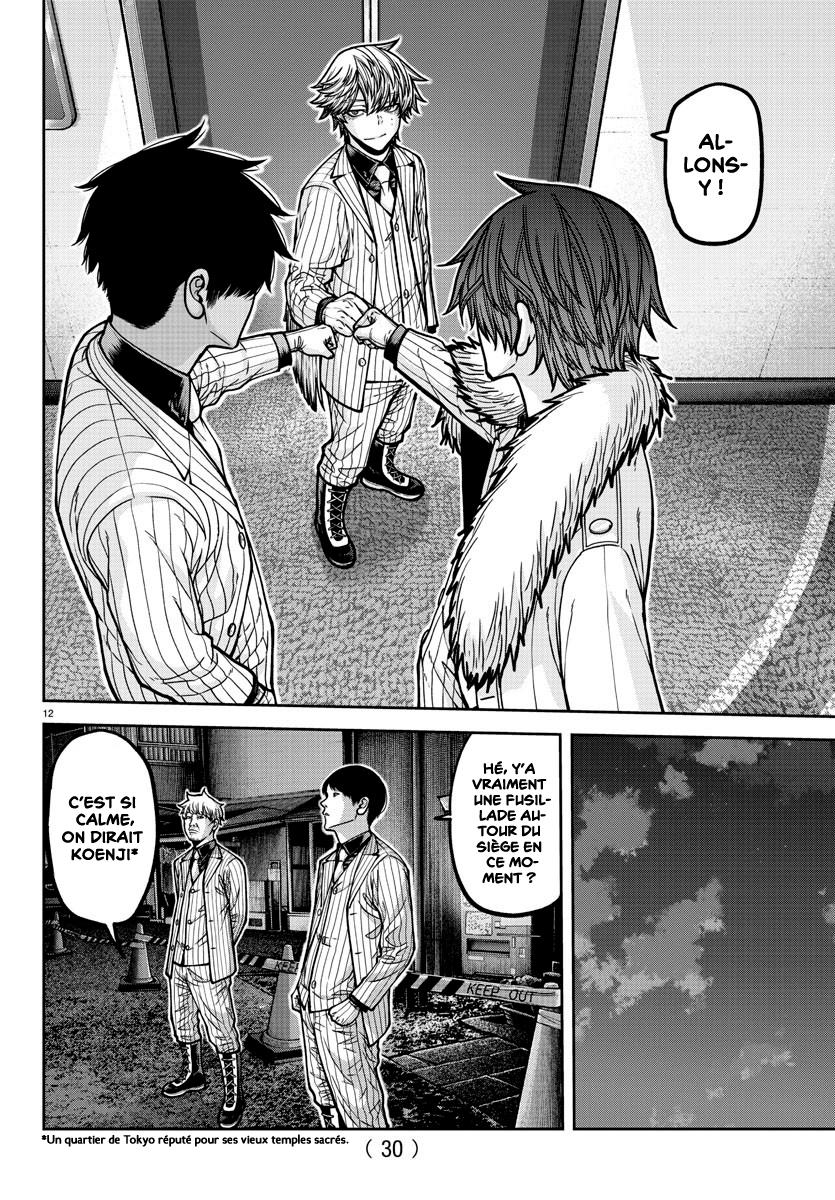 AL-
LONS-
Y !
12
HÉ, Y'A
VRAIMENT
UNE FUSIL-
LADE AU-
TOUR DU
SIÈGE EN
CE MO-
MENT ?
C'EST SI
CALME,
ON DIRAIT
KOENJI*
KEEP
KEEP OUT
*Un quartier de Tokyo réputé pour ses vieux temples sacrés.
( 30 )